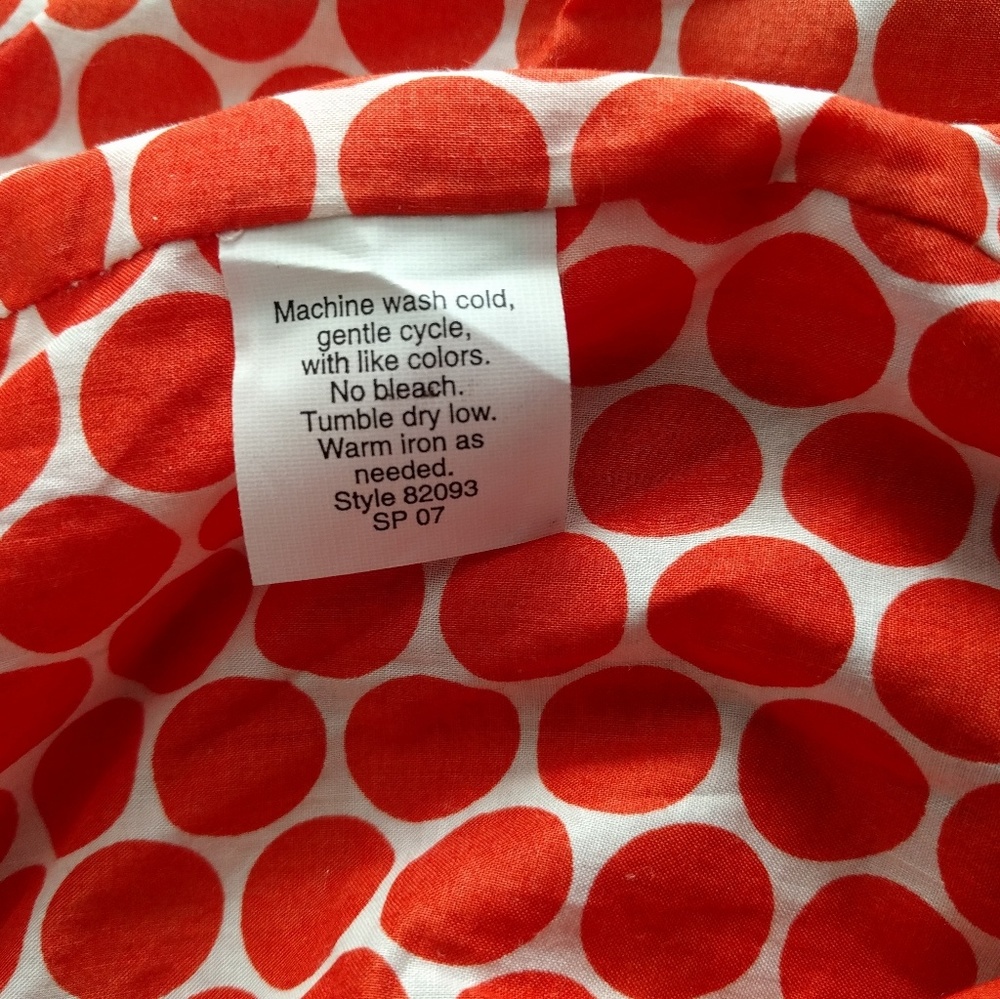 Machine wash cold,
gentle cycle,
with like colors.
No bleach.
Tumble dry low.
Warm iron as
needed.
Style 82093
SP 07